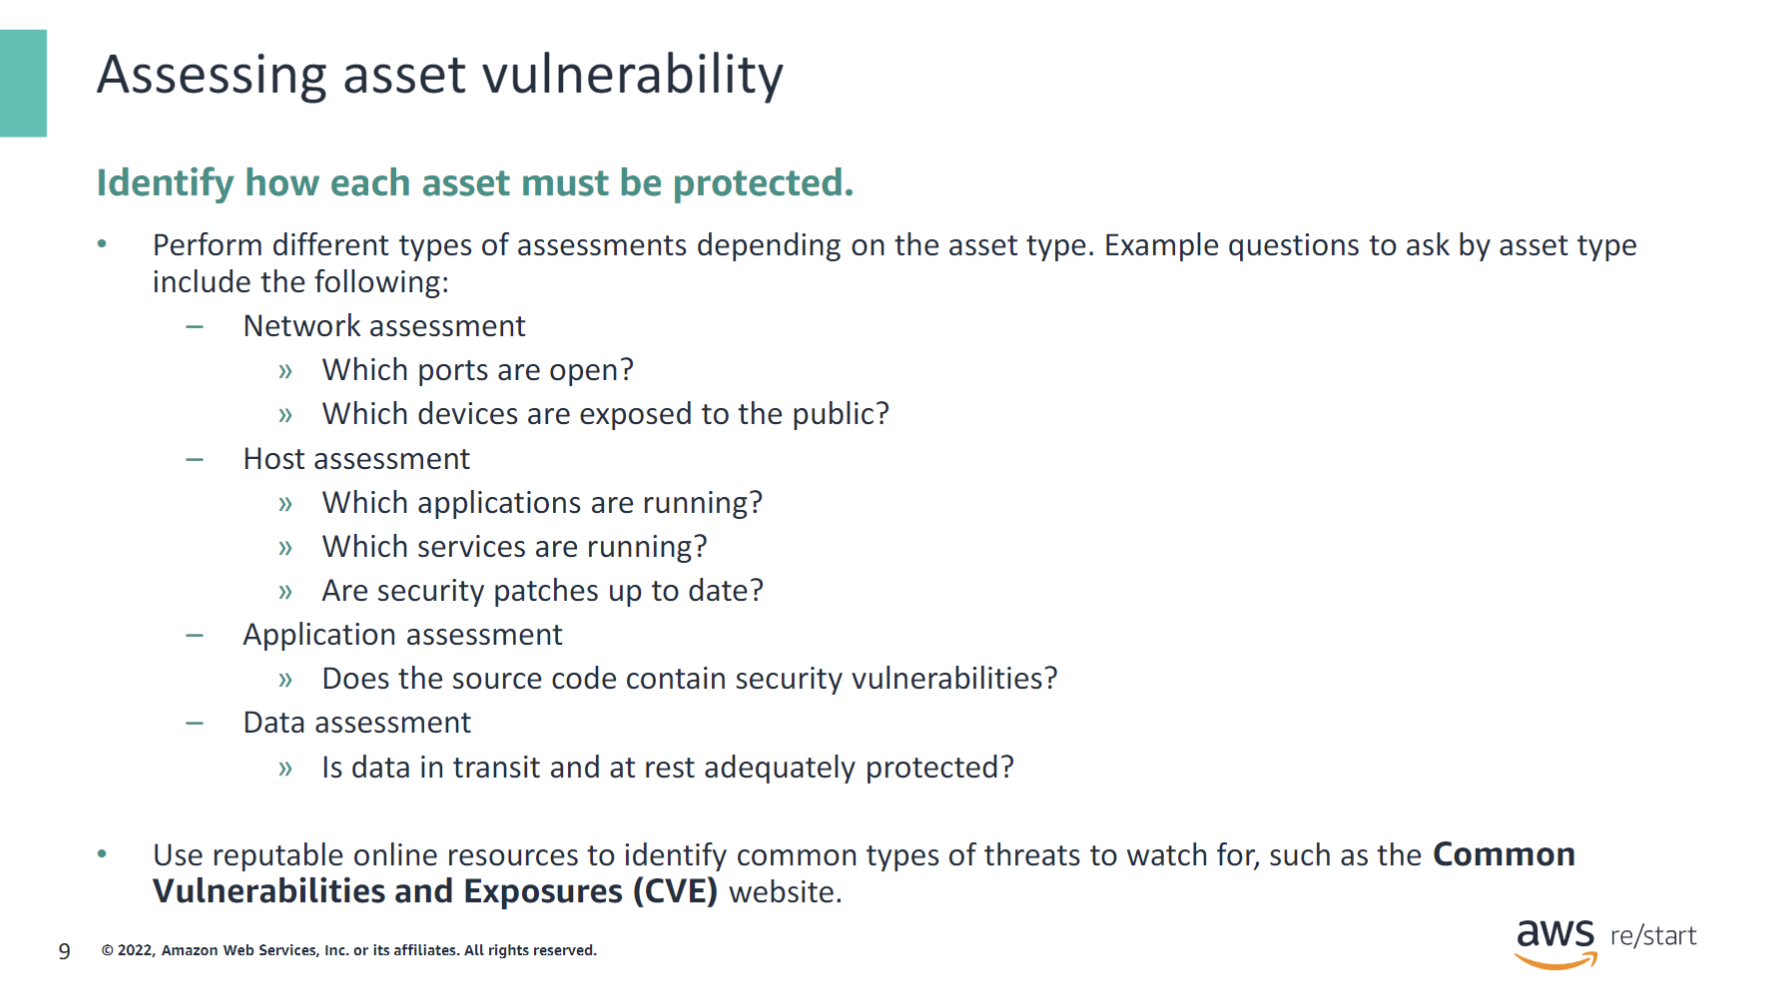 Assessing asset vulnerability
Identify how each asset must be protected.
• Perform different types of assessments depending on the asset type. Example questions to ask by asset type
include the following:
– Network assessment
» Which ports are open?
» Which devices are exposed to the public?
– Host assessment
» Which applications are running?
» Which services are running?
» Are security patches up to date?
– Application assessment
» Does the source code contain security vulnerabilities?
– Data assessment
» Is data in transit and at rest adequately protected?
• Use reputable online resources to identify common types of threats to watch for, such as the Common
Vulnerabilities and Exposures (CVE) website.
9 © 2022, Amazon Web Services, Inc. or its affiliates. All rights reserved.
aws re/start